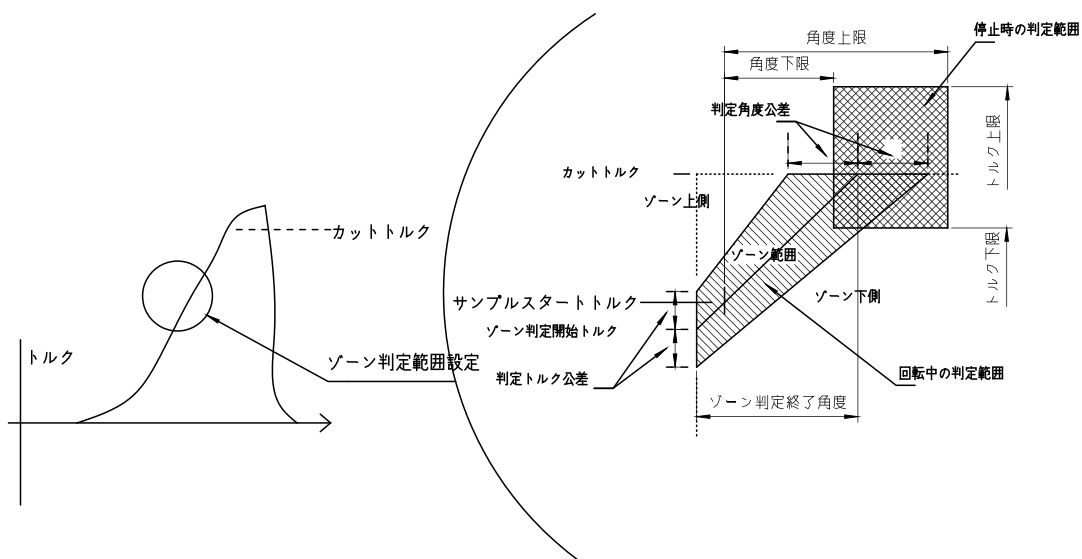 角度上限
停止時の判定範囲
角度下限
判定角度公差
トルク上限
カットトルク
ゾーン上側
カットトルク
トルク下限
ゾーン範囲
サンプルスタートトルク
ゾーン下側
ゾーン判定開始トルク
トルク
ゾーン判定範囲設定
判定トルク公差
回転中の判定範囲
ゾーン判定終了角度